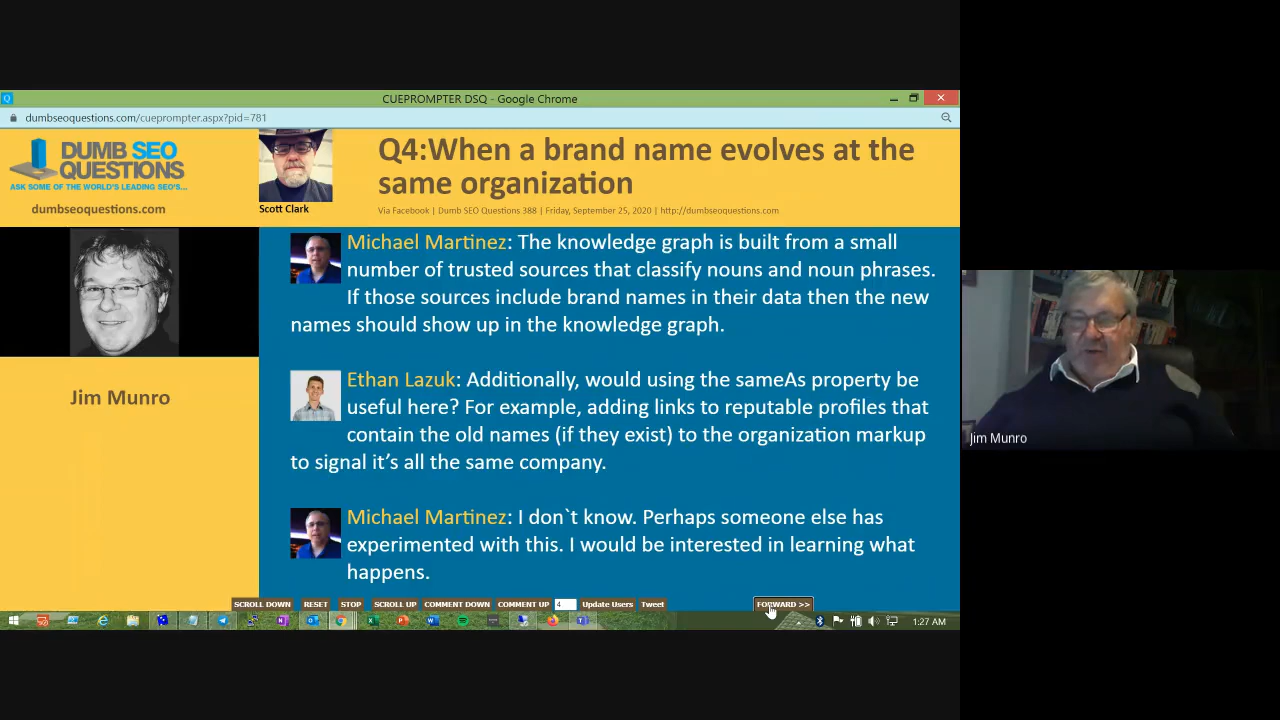 CUEPROMPTER DSQ - Google Chrome
dumbseoquestions.com/cueprompter.aspx?pid=781
DUMB SEO
QUESTIONS
ASK SOME OF THE WORLD'S LEADING SEO'S...
dumbseoquestions.com
Scott Clark
Q4:When a brand name evolves at the
same organization
Via Facebook | Dumb SEO Questions 388 | Friday, September 25, 2020 | http://dumbseoquestions.com
Jim Munro
Michael Martinez: The knowledge graph is built from a small
number of trusted sources that classify nouns and noun phrases.
If those sources include brand names in their data then the new
names should show up in the knowledge graph.
Ethan Lazuk: Additionally, would using the sameAs property be
useful here? For example, adding links to reputable profiles that
contain the old names (if they exist) to the organization markup
to signal it’s all the same company.
Michael Martinez: I don`t know. Perhaps someone else has
experimented with this. I would be interested in learning what
happens.
SCROLL DOWN RESET STOP SCROLL UP COMMENT DOWN COMMENT UP 4 Update Users Tweet FORWARD >>
1:27 AM
Jim Munro